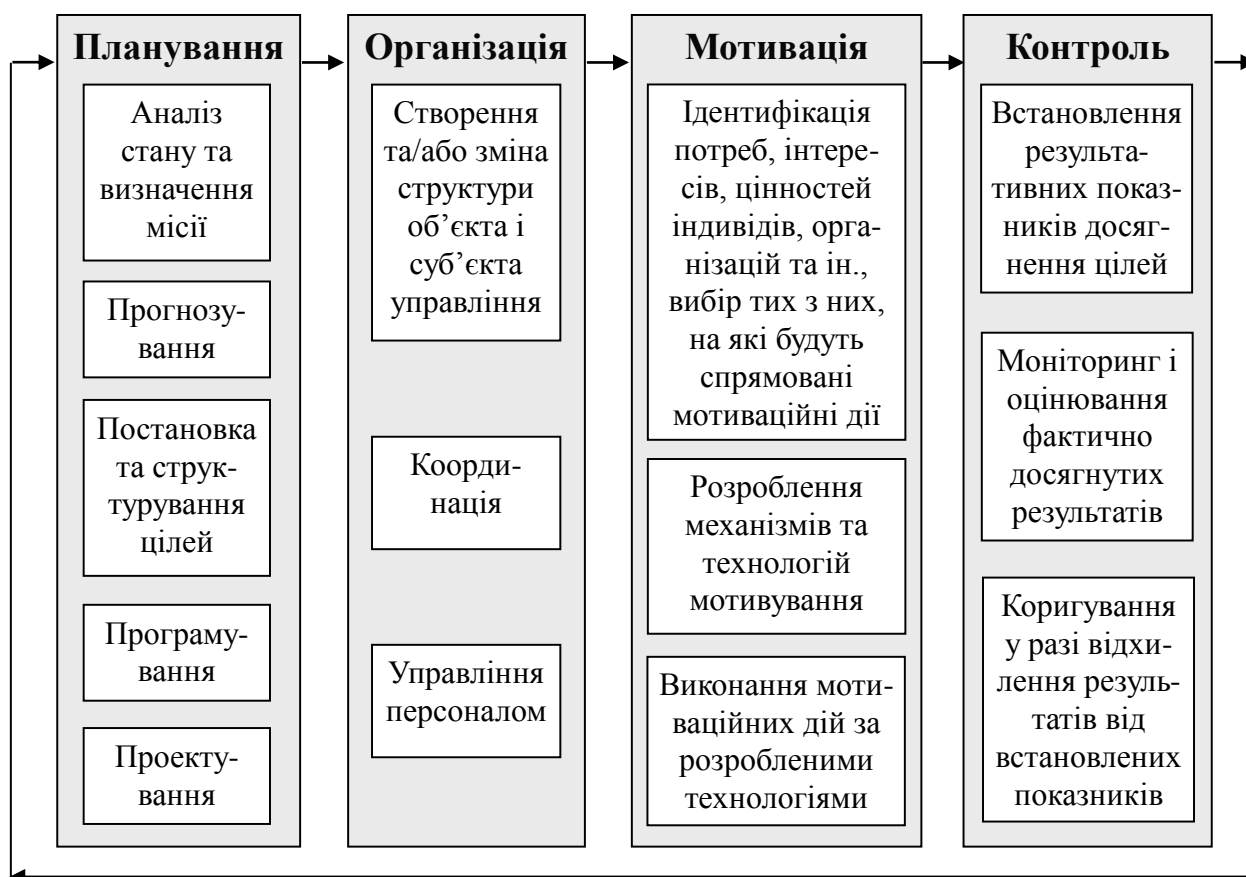 Планування
Аналіз
стану та
визначення
місії
Прогнозу-
вання
Постановка
та струк-
турування
цілей
Програму-
вання
Проекту-
вання
Організація
Створення
та/або зміна
структури
об’єкта і
суб’єкта
управління
Коорди-
нація
Управління
персоналом
Мотивація
Ідентифікація
потреб, інтере-
сів, цінностей
індивідів, орга-
нізацій та ін.,
вибір тих з них,
на які будуть
спрямовані
мотиваційні дії
Розроблення
механізмів та
технологій
мотивування
Виконання моти-
ваційних дій за
розробленими
технологіями
Контроль
Встановлення
результа-
тивних показ-
ників досяг-
нення цілей
Моніторинг і
оцінювання
фактично
досягнутих
результатів
Коригування
у разі відхи-
лення резуль-
татів від
встановлених
показників